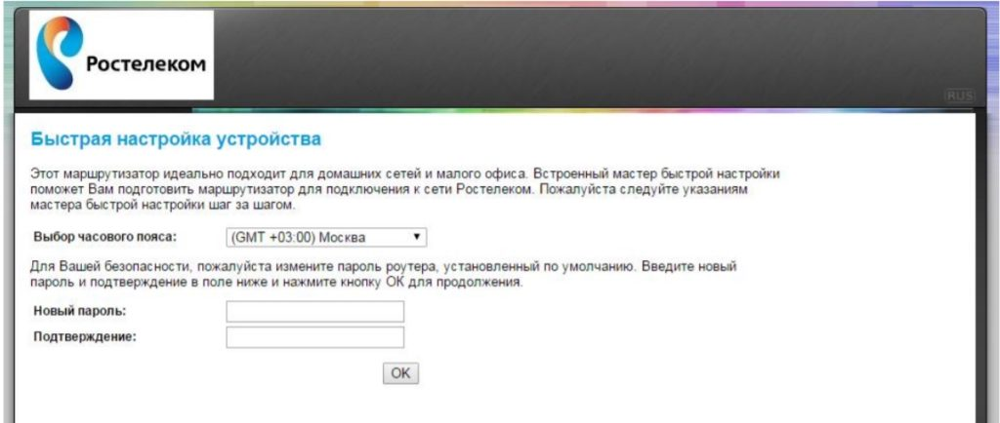 Ростелеком
RUS
Быстрая настройка устройства
Этот маршрутизатор идеально подходит для домашних сетей и малого офиса. Встроенный мастер быстрой настройки
поможет Вам подготовить маршрутизатор для подключения к сети Ростелеком. Пожалуйста следуйте указаниям
мастера быстрой настройки шаг за шагом.
Выбор часового пояса: (GMT +03:00) Москва
Для Вашей безопасности, пожалуйста измените пароль роутера, установленный по умолчанию. Введите новый
пароль и подтверждение в поле ниже и нажмите кнопку ОК для продолжения.
Новый пароль:
Подтверждение:
OK